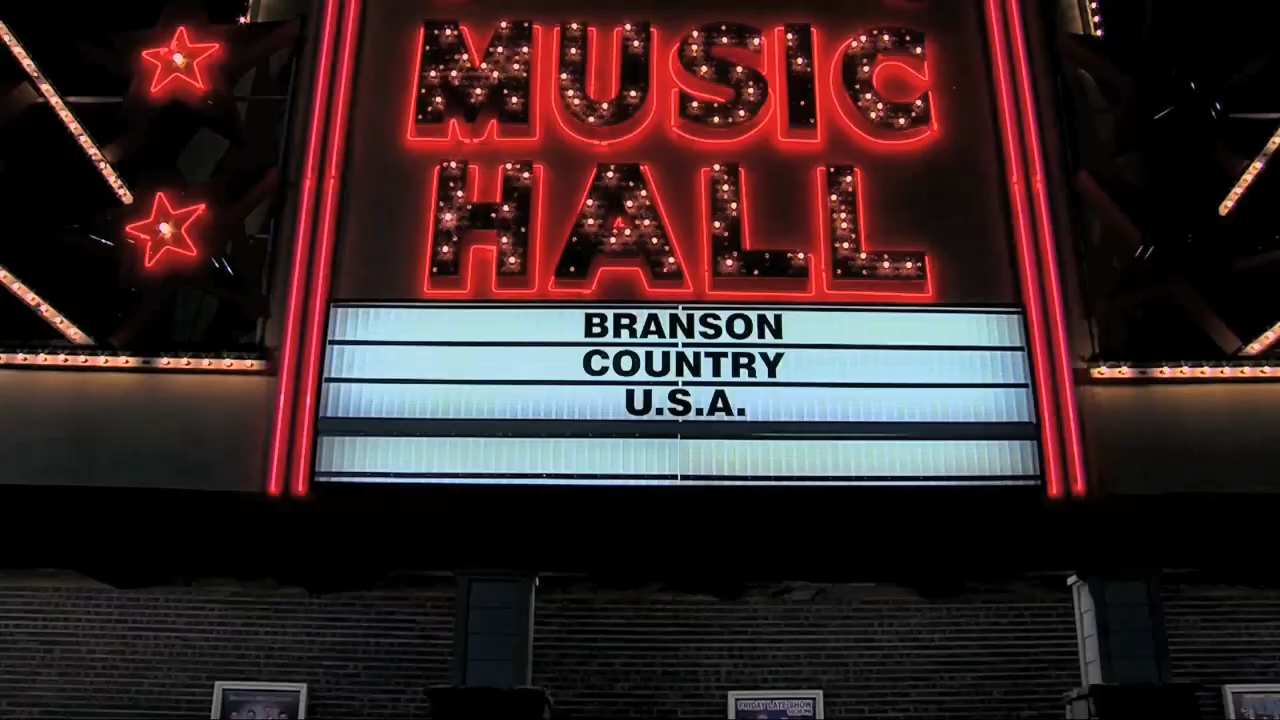 MUSIC
HALL
BRANSON
COUNTRY
U.S.A.
FRIDAY LATE SHOW